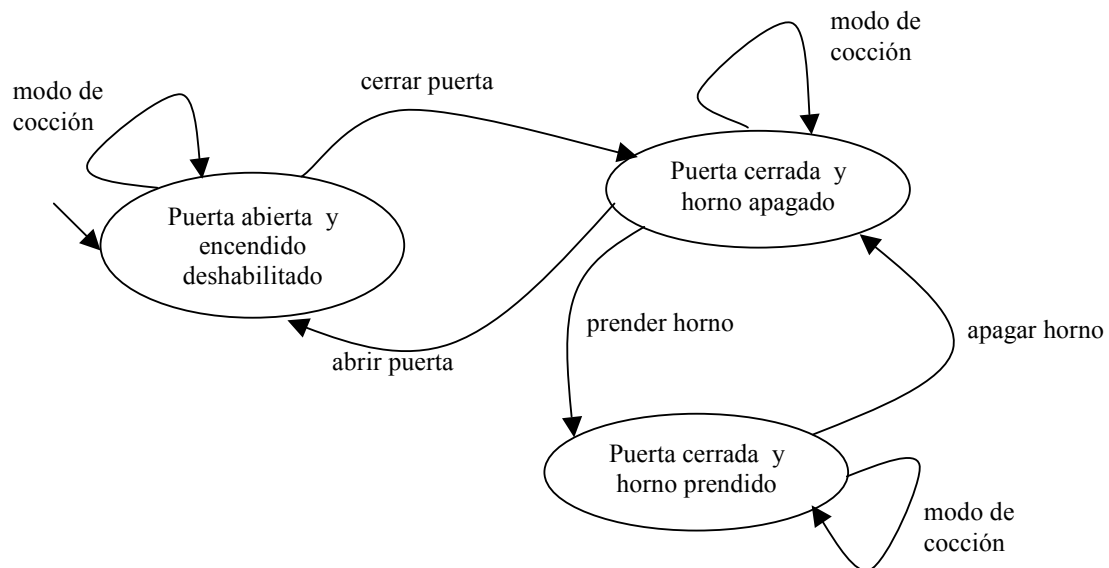 modo de
cocción
cerrar puerta
modo de
cocción
Puerta abierta y
encendido
deshabilitado
Puerta cerrada y
horno apagado
abrir puerta
prender horno
apagar horno
Puerta cerrada y
horno prendido
modo de
cocción